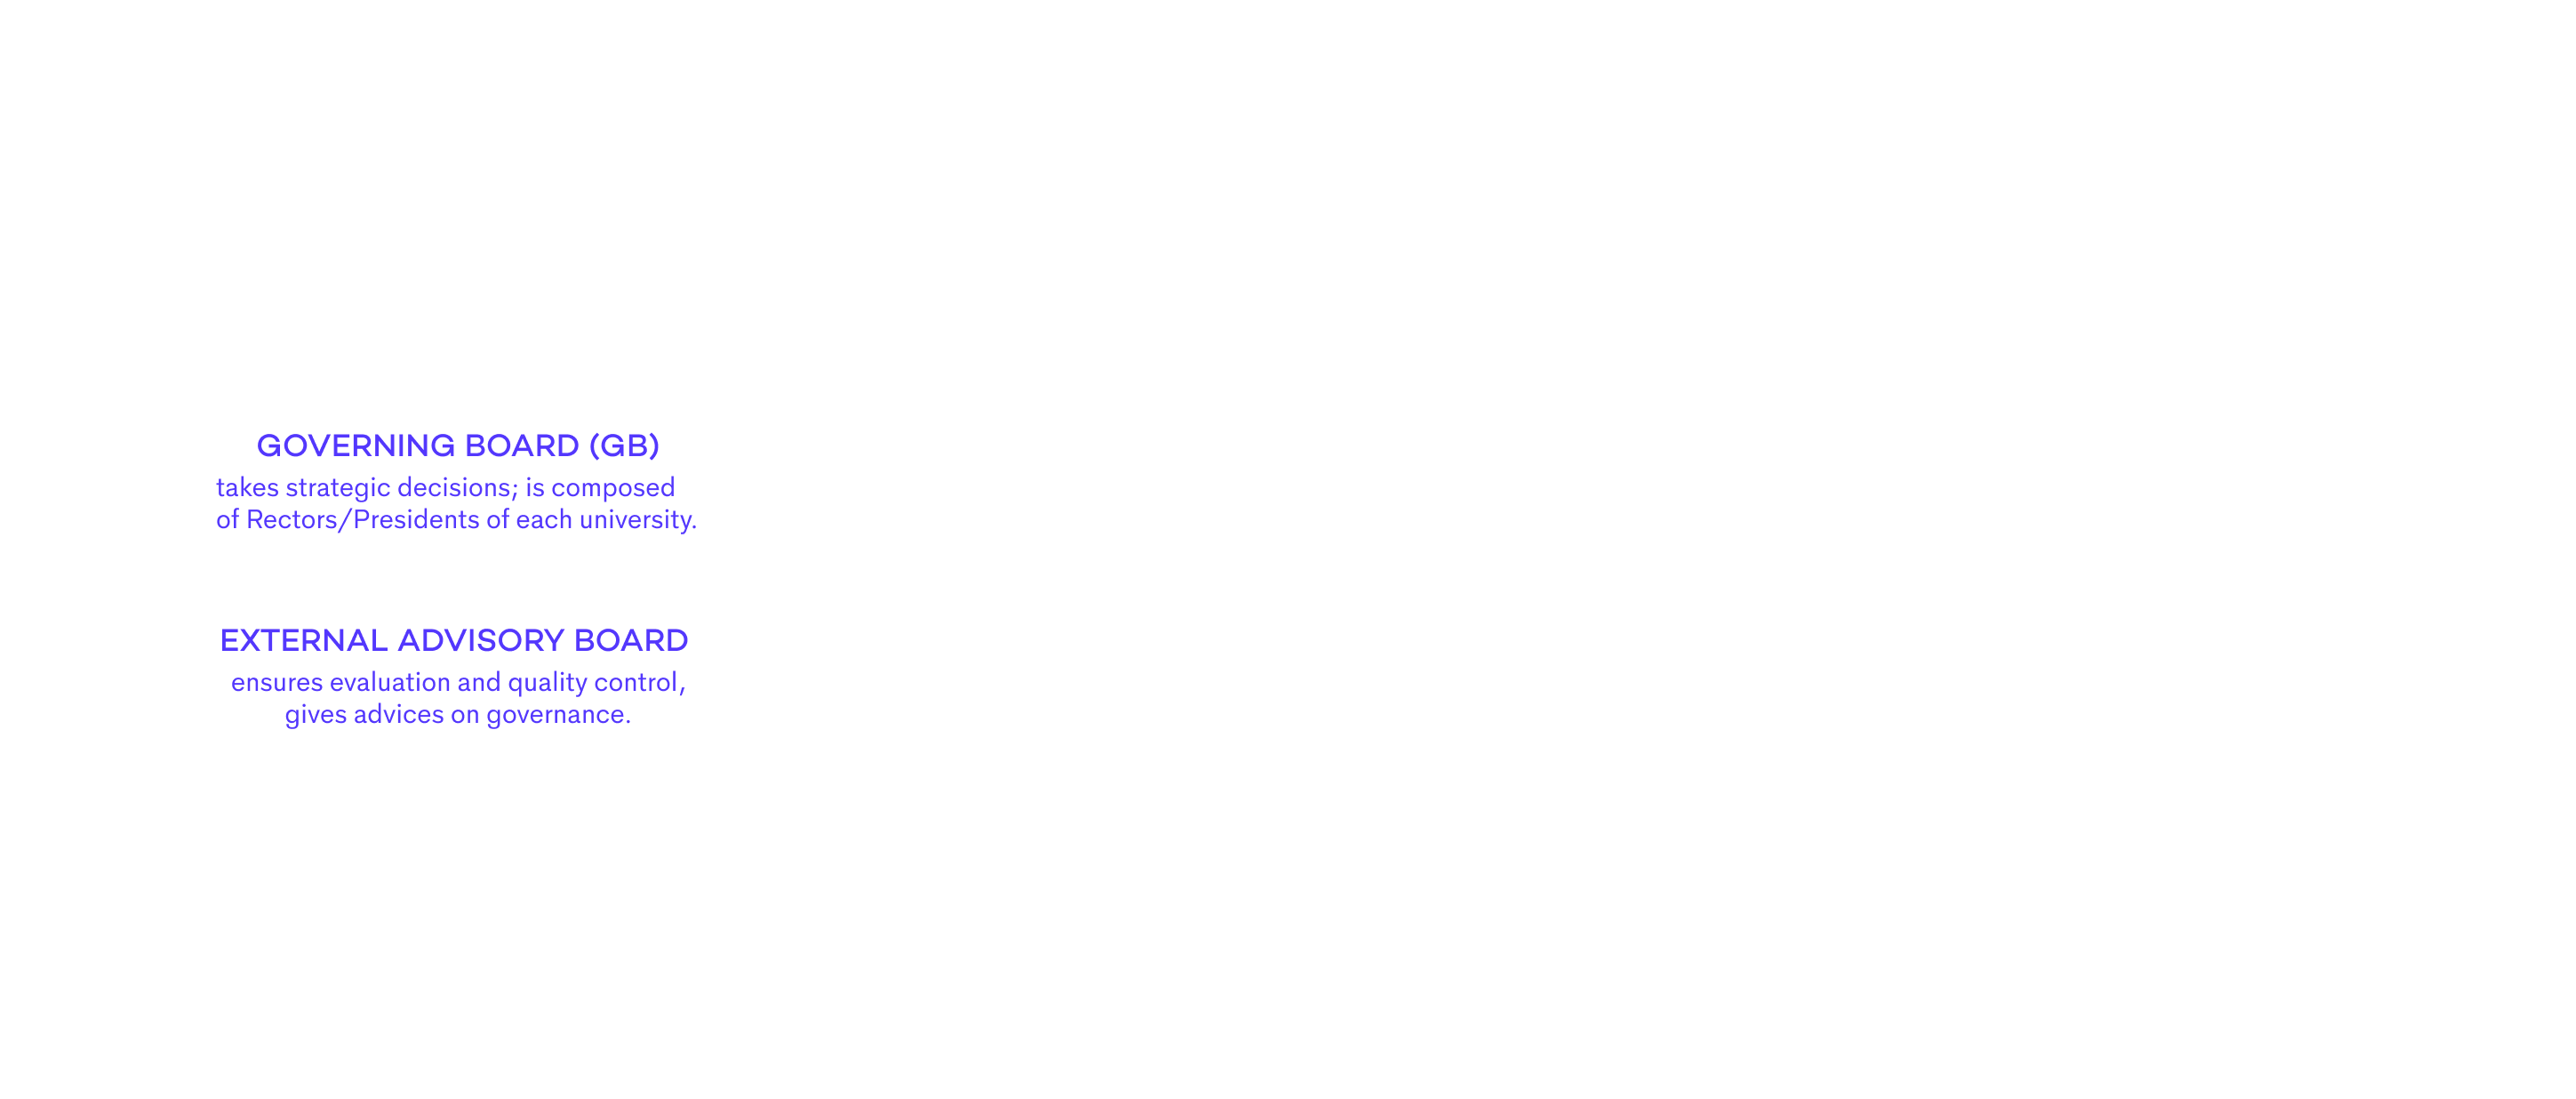 GOVERNING BOARD (GB)
takes strategic decisions; is composed
of Rectors/Presidents of each university.
EXTERNAL ADVISORY BOARD
ensures evaluation and quality control,
gives advices on governance.